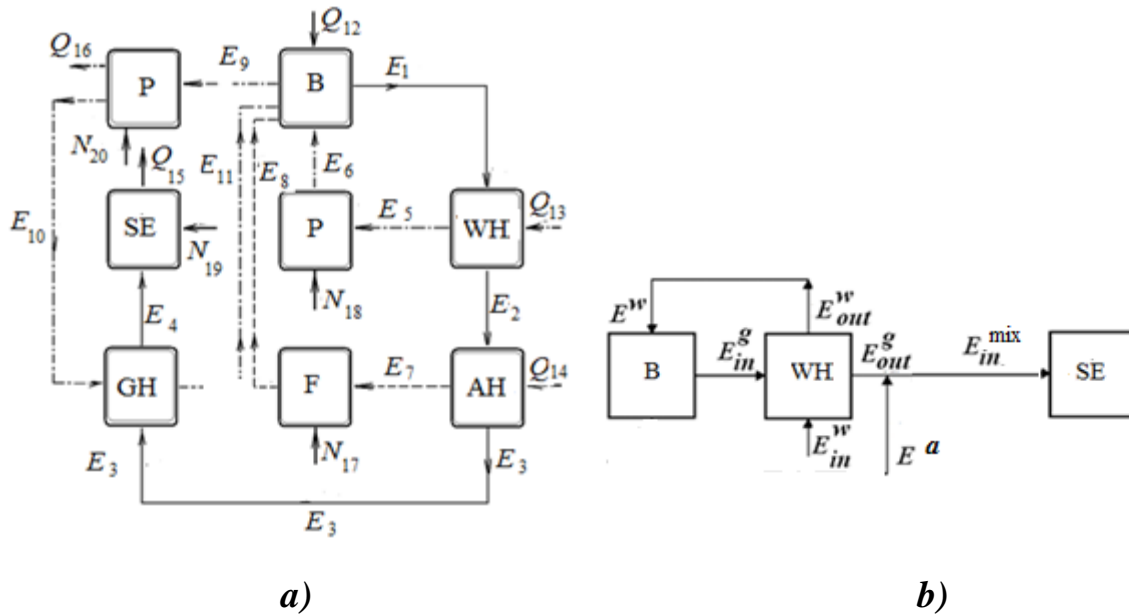 Q12
Q16
P
E9
B
E1
N20
Q15
E11
E8
E6
E10
SE
N19
P
E5
WH
Q13
N18
E4
E2
GH
F
E7
AH
Q14
E3
N17
E3
E3
a)
E^w
E^w_out
B
E^g_in
WH
E^g_out
E^mix_in
SE
E^w_in
E^a
b)